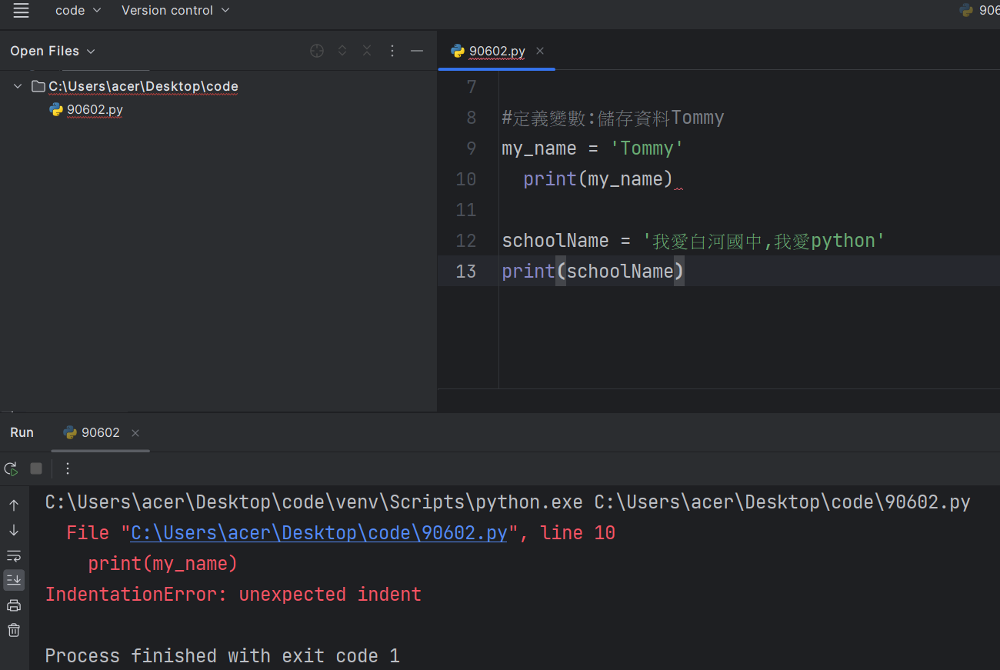 code Version control
Open Files
C:\Users\acer\Desktop\code
90602.py
90602.py
7
8 #定義變數:儲存資料Tommy
9 my_name = 'Tommy'
10 print(my_name)
11
12 schoolName = '我愛白河國中,我愛python'
13 print(schoolName)
Run 90602
C:\Users\acer\Desktop\code\venv\Scripts\python.exe C:\Users\acer\Desktop\code\90602.py
File "C:\Users\acer\Desktop\code\90602.py", line 10
print(my_name)
IndentationError: unexpected indent
Process finished with exit code 1